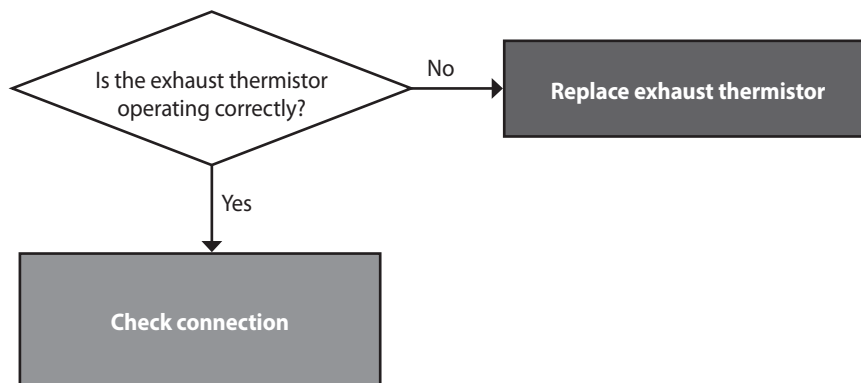 Is the exhaust thermistor
operating correctly?
No
Replace exhaust thermistor
Yes
Check connection